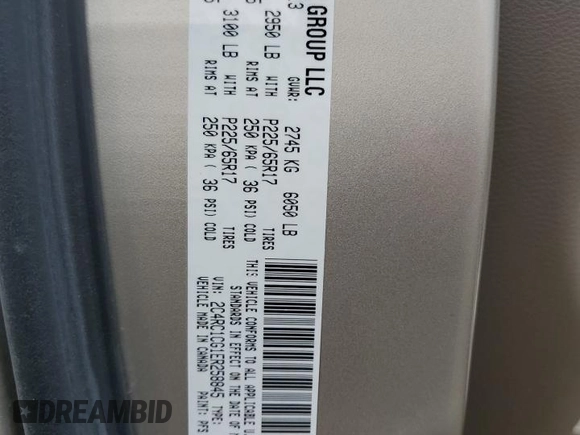 GROUP LLC
GVWR: 2745 KG 6050 LB
2950 LB WITH P225/65R17 TIRES
RIMS AT 250 KPA ( 36 PSI) COLD
3100 LB WITH P225/65R17 TIRES
RIMS AT 250 KPA ( 36 PSI) COLD
THIS VEHICLE CONFORMS TO ALL APPLICABLE
STANDARDS IN EFFECT ON THE DATE OF
VIN: 2C4RC1CG1ER258845 TYPE:
VEHICLE MADE IN CANADA PAINT: PFS
DREAMBID